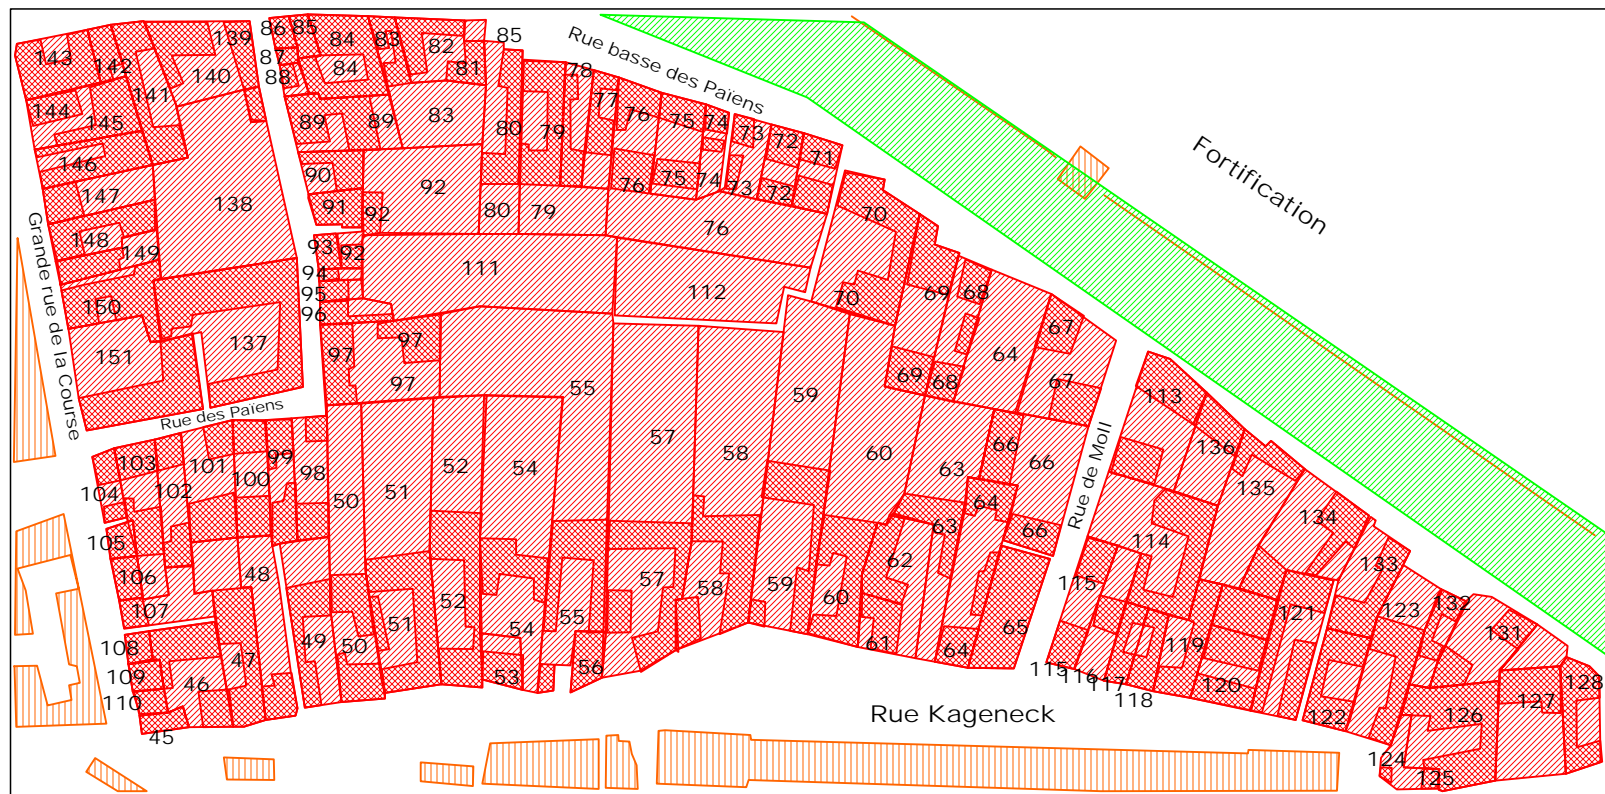 86 85 85
139 84 83 82
143 142 87 84 81 78 Rue basse des Païens
140 88
141 77
144 145 89 89 83 80 79 76 75 74 73 72 71 Fortification
146 90 92 76 75 74 73 72
147 138 91 92 80 79 76 70
148 149 93 92 111
94 112 70 69 68
150 95
96
Grande rue de la Course 151 137 97 97 64 67
97 55 59 69 68 67
Rue des Païens 113
57 58 60 66 136
103 101 99 98 52 54 63 66 Rue de Moll
104 102 100 50 51 64 135
105 63 66 134
106 48 62 114 133
107 57 58 59 115
52 55 60 121 123 132
108 49 50 51 54 61 65 119 131
109 47 46 53 56 64 115 116 117 118 120 128
110 127
45 Rue Kageneck 122 126
124 125